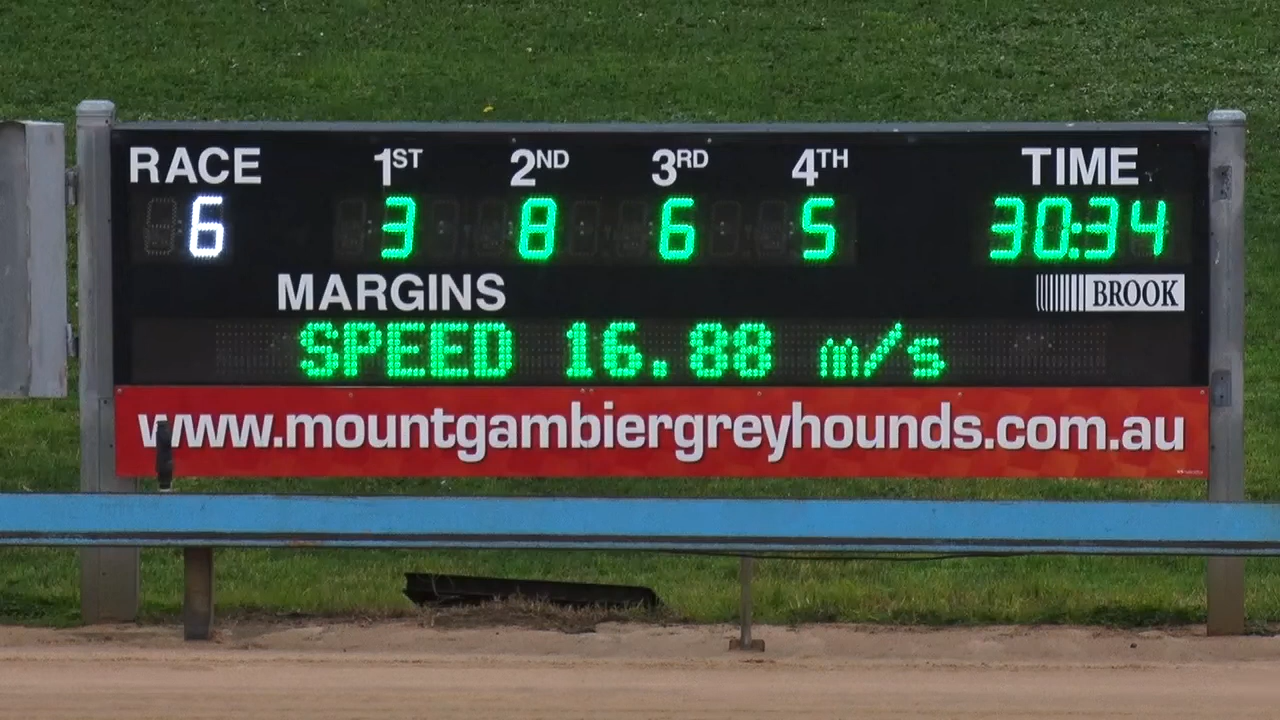 RACE 1ST 2ND 3RD 4TH TIME
6 3 8 6 5 30:34
MARGINS BROOK
SPEED 16.88 m/s
www.mountgambiergreyhounds.com.au